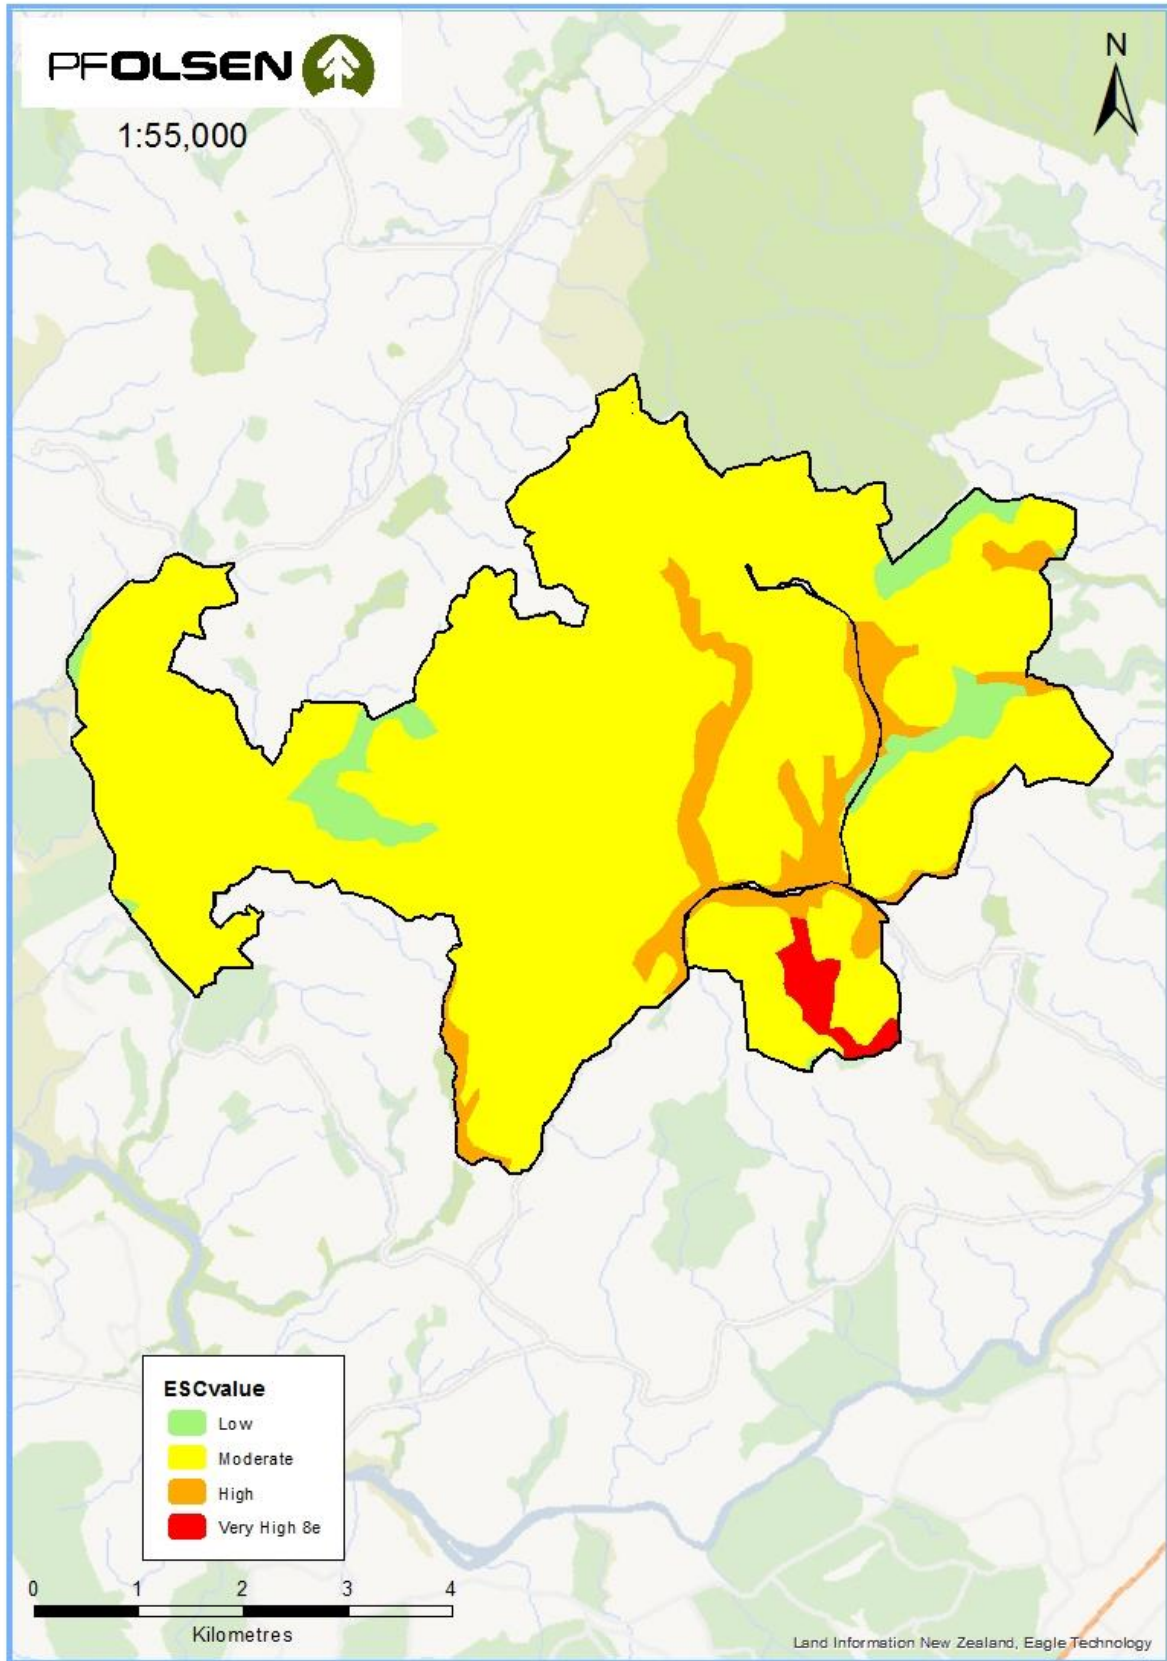 PFOLSEN
N
1:55,000
ESCvalue
Low
Moderate
High
Very High 8e
0 1 2 3 4
Kilometres
Land Information New Zealand, Eagle Technology